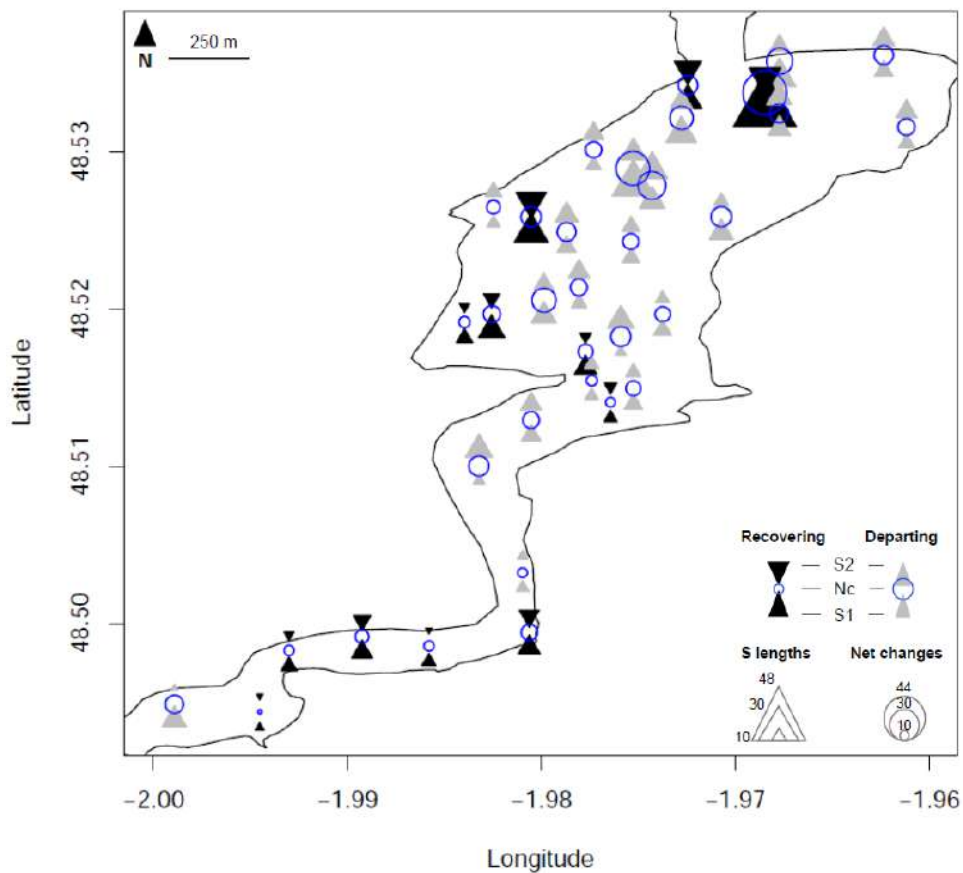 N
250 m
48.53
48.52
48.51
48.50
Latitude
Recovering Departing
S2
Nc
S1
S lengths Net changes
48
30
10
44
30
10
−2.00 −1.99 −1.98 −1.97 −1.96
Longitude